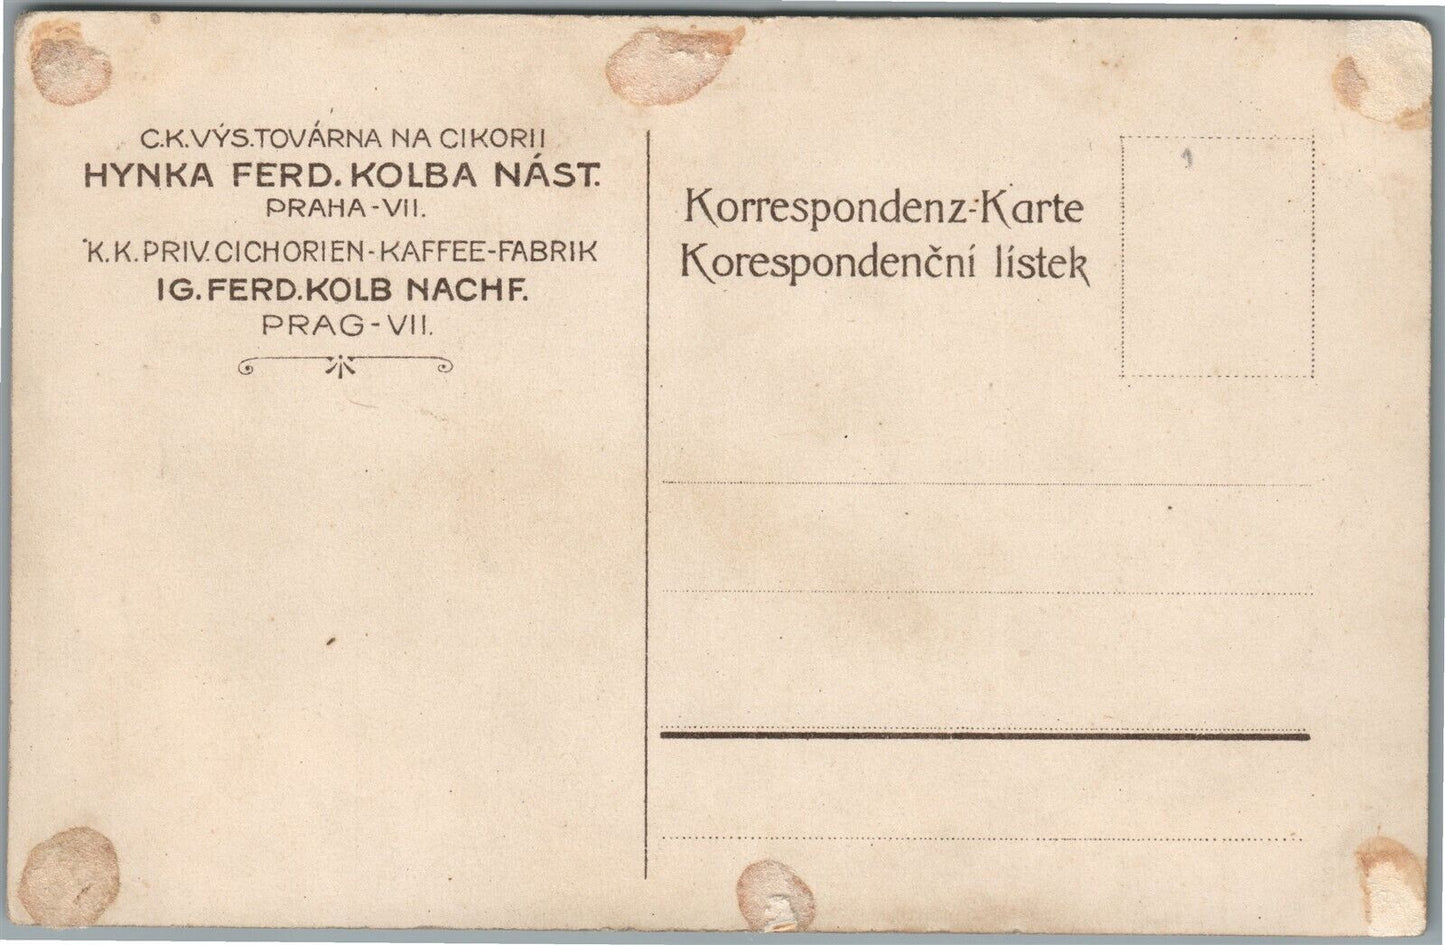 C.K.VÝS.TOVÁRNA NA CIKORII
HYNKA FERD.KOLBA NÁST.
PRAHA-VII.
K.K.PRIV.CICHORIEN-KAFFEE-FABRIK
IG.FERD.KOLB NACHF.
PRAG-VII.
Korrespondenz-Karte
Korespondenční lístek
1